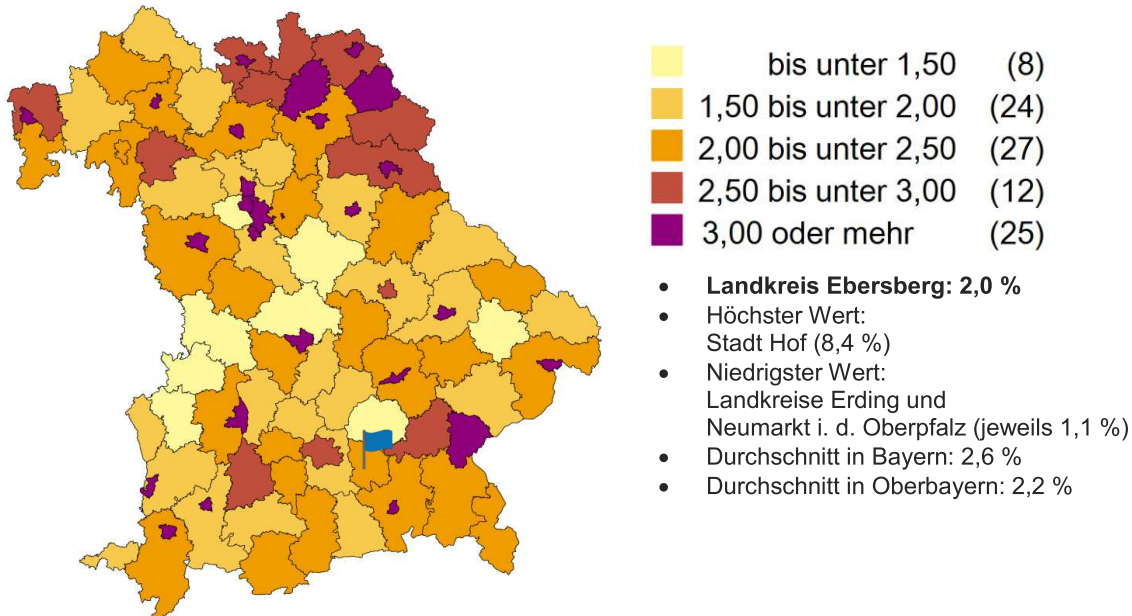 bis unter 1,50 (8)
1,50 bis unter 2,00 (24)
2,00 bis unter 2,50 (27)
2,50 bis unter 3,00 (12)
3,00 oder mehr (25)
• Landkreis Ebersberg: 2,0 %
• Höchster Wert:
Stadt Hof (8,4 %)
• Niedrigster Wert:
Landkreise Erding und
Neumarkt i. d. Oberpfalz (jeweils 1,1 %)
• Durchschnitt in Bayern: 2,6 %
• Durchschnitt in Oberbayern: 2,2 %